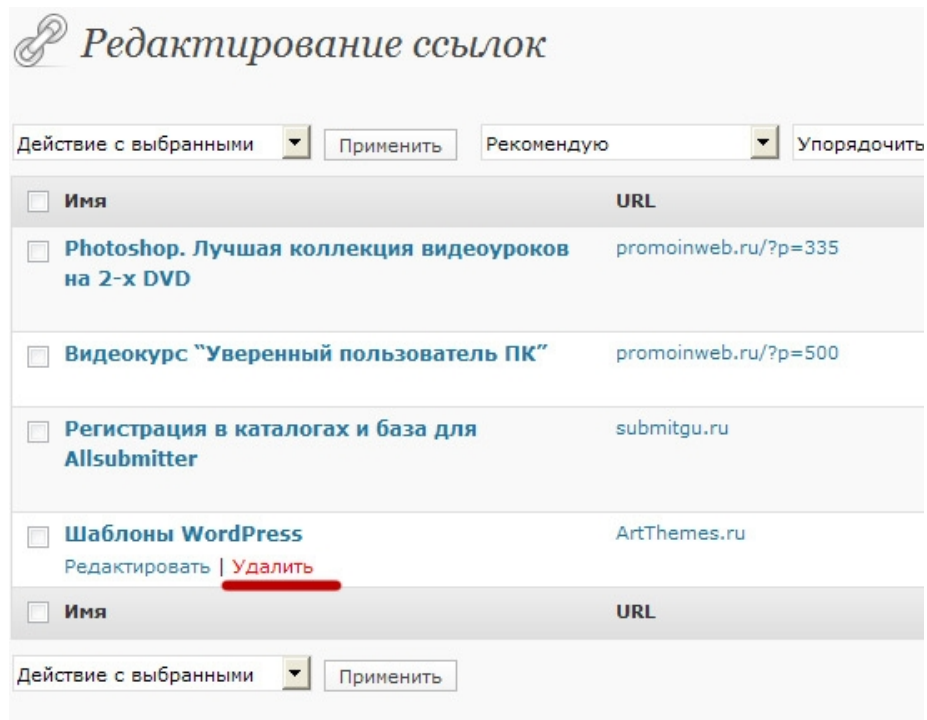 Редактирование ссылок
Действие с выбранными Применить Рекомендую Упорядочить
Имя URL
Photoshop. Лучшая коллекция видеоуроков promoinweb.ru/?p=335
на 2-х DVD
Видеокурс “Уверенный пользователь ПК” promoinweb.ru/?p=500
Регистрация в каталогах и база для submitgu.ru
Allsubmitter
Шаблоны WordPress ArtThemes.ru
Редактировать | Удалить
Имя URL
Действие с выбранными Применить